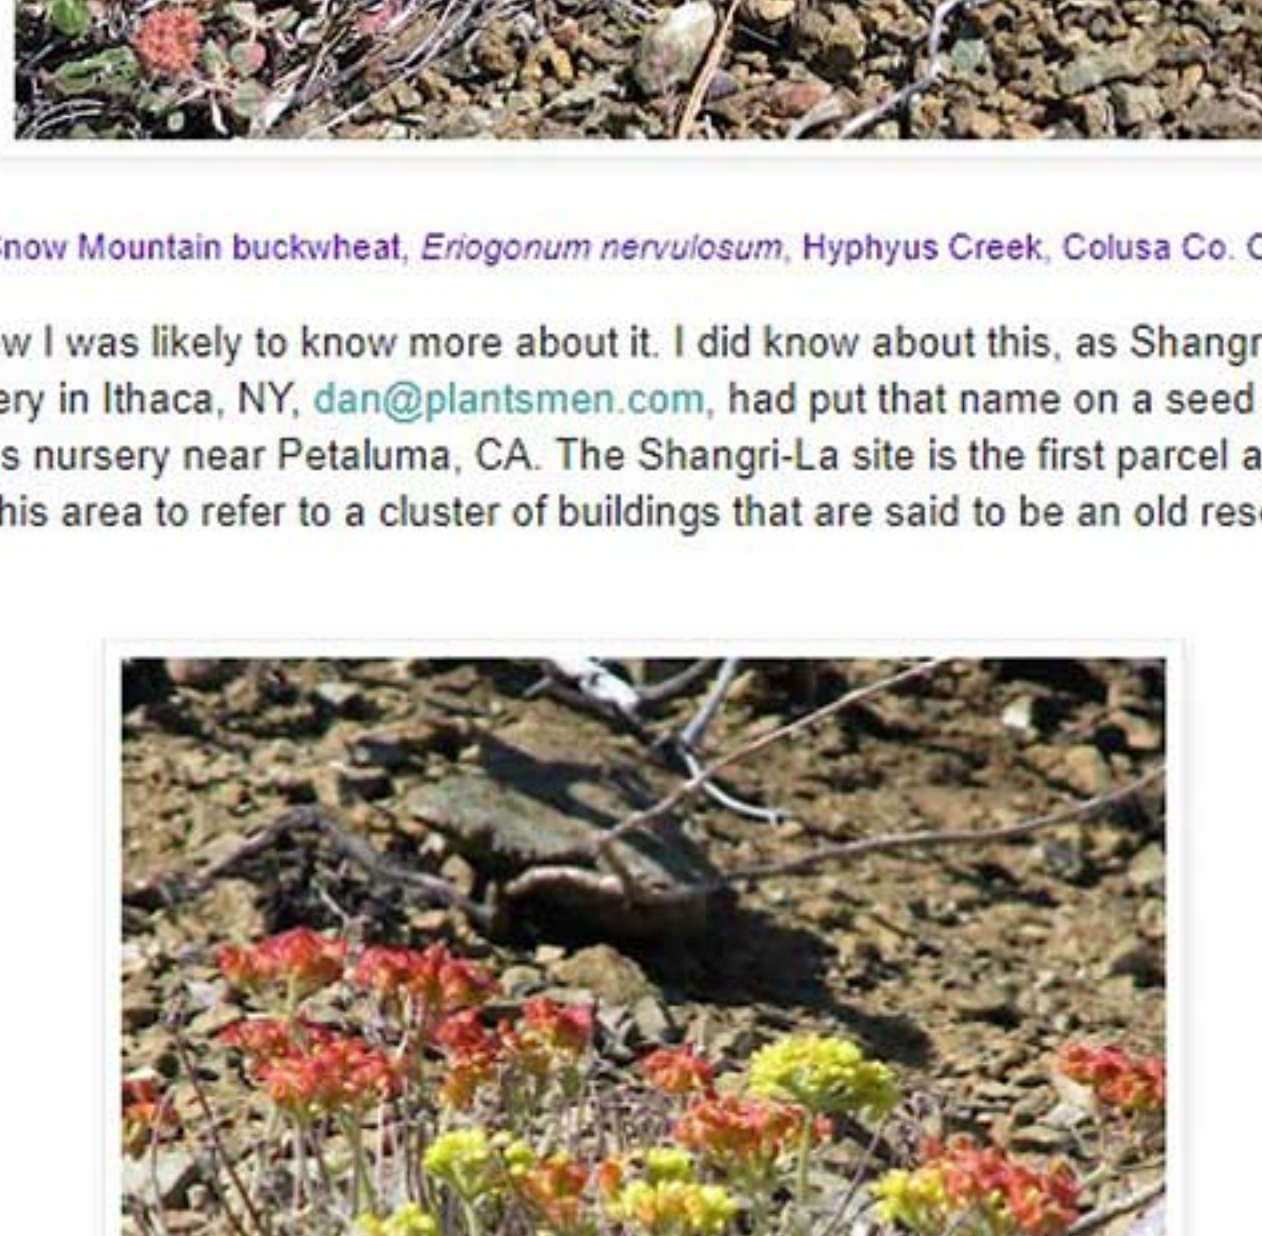 Snow Mountain buckwheat, Eriogonum nervulosum, Hyphyus Creek, Colusa Co. C
w I was likely to know more about it. I did know about this, as Shangr
ery in Ithaca, NY, dan@plantsmen.com, had put that name on a seed
s nursery near Petaluma, CA. The Shangri-La site is the first parcel a
his area to refer to a cluster of buildings that are said to be an old res